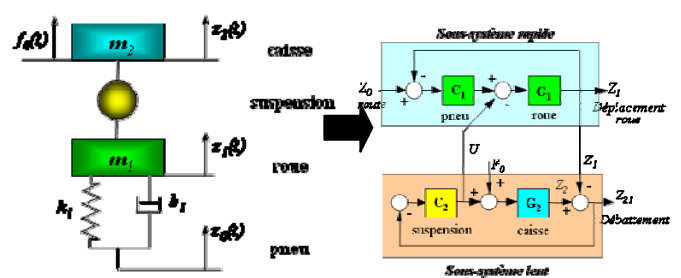 f₀(t)
z₂(t)
m₂
caisse
suspension
z₁(t)
m₁
roue
k₁
b₁
z₀(t)
pneu
Sous-système rapide
Z₀
route
-
+
C₁
pneu
+
-
G₁
roue
Z₁
Déplacement
roue
U
F₀
Z₁
C₂
suspension
+
+
G₂
caisse
Z₂
+
-
Z₂₁
Débattement
-
Sous-système lent